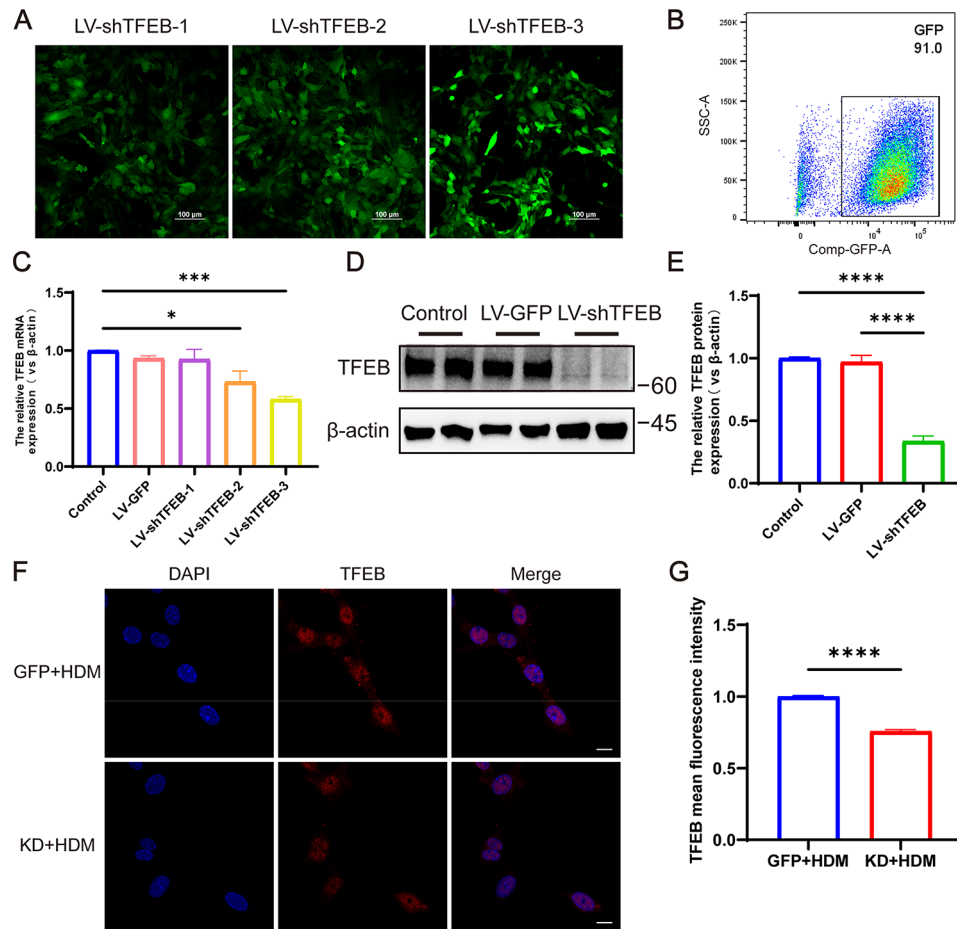 A
LV-shTFEB-1
LV-shTFEB-2
LV-shTFEB-3
100 μm
100 μm
100 μm
B
GFP
91.0
250K
200K
150K
100K
50K
0
SSC-A
0
10^4
10^5
Comp-GFP-A
C
***
*
The relative TFEB mRNA
expression（ vs β-actin）
1.5
1.0
0.5
0.0
Control
LV-GFP
LV-shTFEB-1
LV-shTFEB-2
LV-shTFEB-3
D
Control
LV-GFP
LV-shTFEB
TFEB
−60
β-actin
−45
E
****
****
The relative TFEB protein
expression（ vs β-actin）
1.5
1.0
0.5
0.0
Control
LV-GFP
LV-shTFEB
F
DAPI
TFEB
Merge
GFP+HDM
KD+HDM
G
****
TFEB mean fluorescence intensity
1.5
1.0
0.5
0.0
GFP+HDM
KD+HDM